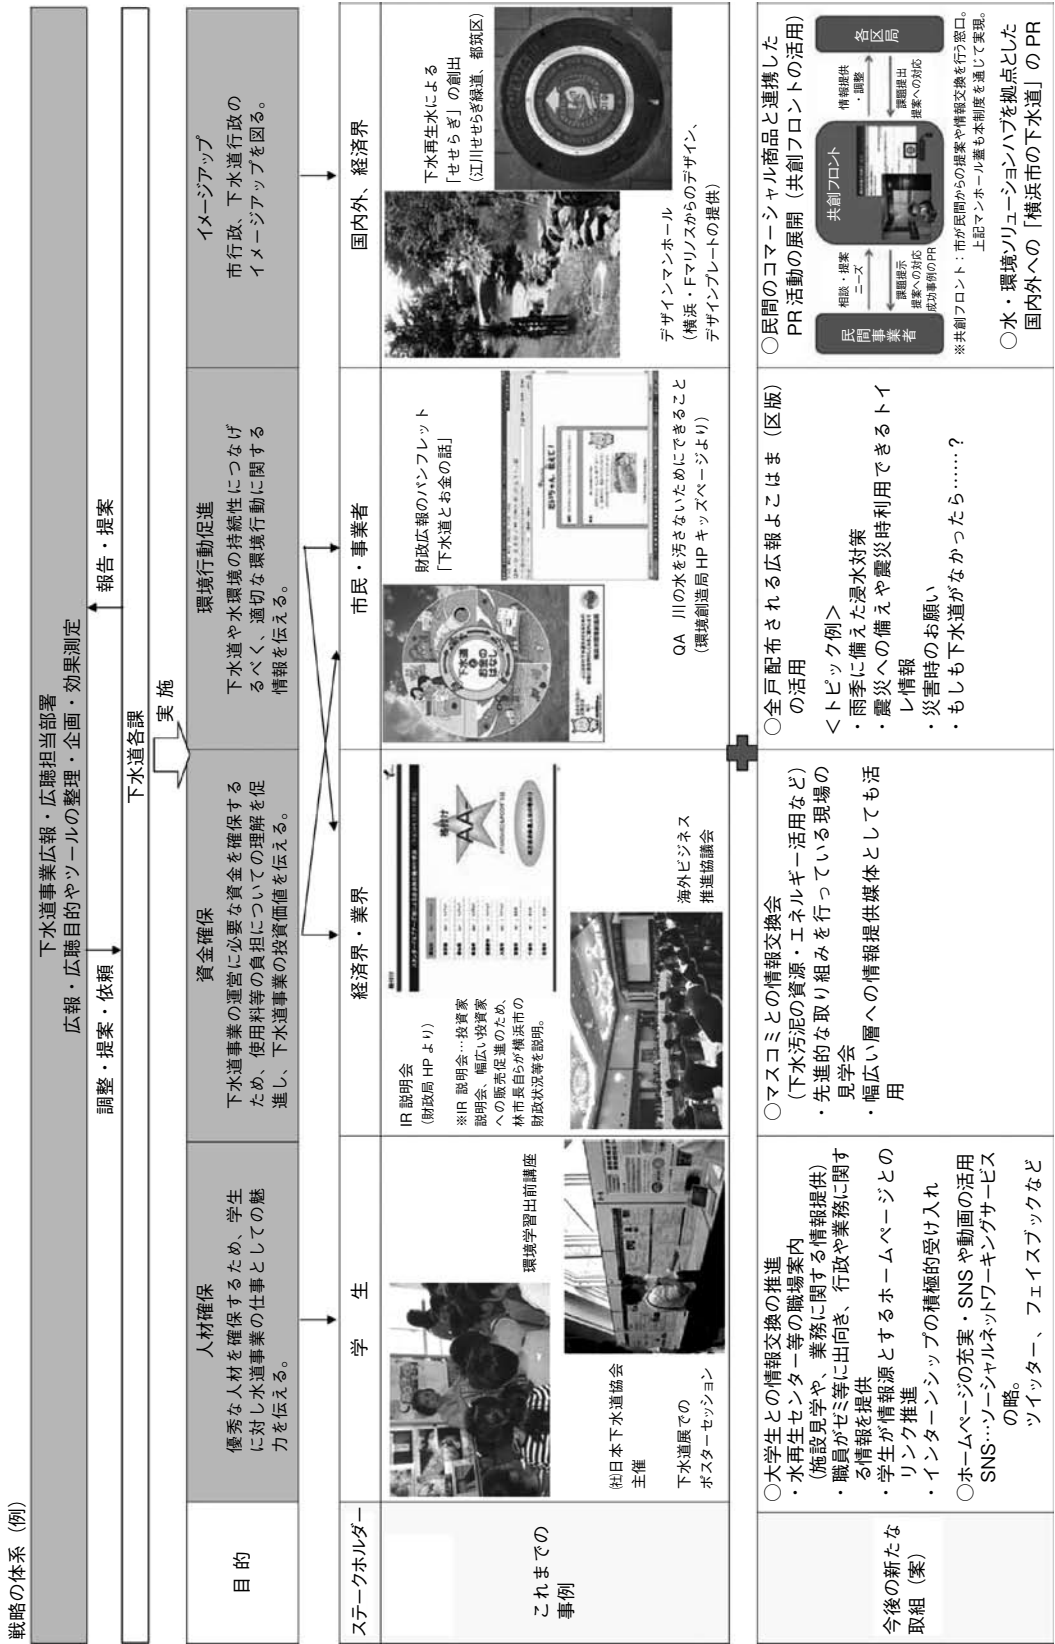 戦略の体系（例）
下水道事業広報・広聴担当部署
広報・広聴目的やツールの整理・企画・効果測定
調整・提案・依頼
報告・提案
下水道各課
実 施
目 的
人材確保
優秀な人材を確保するため、学生
に対し水道事業の仕事としての魅
力を伝える。
資金確保
下水道事業の運営に必要な資金を確保する
ため、使用料等の負担についての理解を促
進し、下水道事業の投資価値を伝える。
環境行動促進
下水道や水環境の持続性につなげ
るべく、適切な環境行動に関する
情報を伝える。
イメージアップ
市行政、下水道行政の
イメージアップを図る。
ステークホルダー
学　生
経済界・業界
市民・事業者
国内外、経済界
これまでの
事例
環境学習出前講座
㈳日本下水道協会
主催
下水道展での
ポスターセッション
IR 説明会
（財政局 HP より）
※IR 説明会…投資家
説明会、幅広い投資家
への販売促進のため、
林市長自らが横浜市の
財政状況等を説明。
格付け
AA-
海外ビジネス
推進協議会
財政広報のパンフレット
「下水道とお金の話」
下水道
お金の
はなし
QA　川の水を汚さないためにできること
（環境創造局 HP キッズページより）
下水再生水による
「せせらぎ」の創出
（江川せせらぎ緑道、都筑区）
デザインマンホール
（横浜・F マリノスからのデザイン、
デザインプレートの提供）
今後の新たな
取組（案）
○大学生との情報交換の推進
・水再生センター等の職場案内
（施設見学や、業務に関する情報提供）
・職員がゼミ等に出向き、行政や業務に関す
る情報を提供
・学生が情報源とするホームページとの
リンク推進
・インターンシップの積極的受け入れ
○ホームページの充実・SNS や動画の活用
SNS…ソーシャルネットワーキングサービス
の略。
ツイッター、フェイスブックなど
○マスコミとの情報交換会
（下水汚泥の資源・エネルギー活用など）
・先進的な取り組みを行っている現場の
見学会
・幅広い層への情報提供媒体としても活
用
○全戸配布される広報よこはま（区版）
の活用
＜トピック例＞
・雨季に備えた浸水対策
・震災への備えや震災時利用できるトイ
レ情報
・災害時のお願い
・もしも下水道がなかったら……？
○民間のコマーシャル商品と連携した
PR 活動の展開（共創フロントの活用）
民間
事業者
相談・提案
ニーズ
課題提示
提案への対応
成功事例のPR
共創フロント
情報提供
・調整
課題提出
提案への対応
各
区局
※共創フロント：市が民間からの提案や情報交換を行う窓口。
上記マンホール蓋も本制度を通じて実現。
○水・環境ソリューションハブを拠点とした
国内外への「横浜市の下水道」の PR